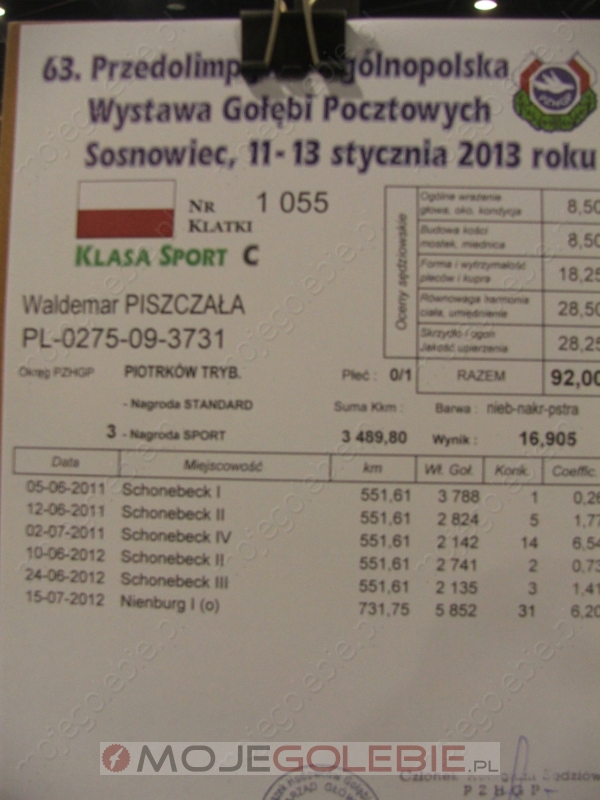 63. Przedolimp gólnopolska
Wystawa Gołębi Pocztowych
Sosnowiec, 11-13 stycznia 2013 roku
PZHGP
NR KLATKI 1 055
KLASA SPORT C
Waldemar PISZCZAŁA
PL-0275-09-3731
Okręg PZHGP PIOTRKÓW TRYB.
Oceny sędziowskie
Ogólne wrażenie głowa, oko, kondycja 8,50
Budowa kości mostek, miednica 8,50
Forma i wytrzymałość pleców i kupra 18,25
Równowaga harmonia ciała, umięśnienie 28,50
Skrzydło i ogon Jakość upierzenia 28,25
Płeć : 0/1 RAZEM 92,00
- Nagroda STANDARD Suma Kkm : Barwa : nieb-nakr-pstra
3 - Nagroda SPORT 3 489,80 Wynik : 16,905
Data Miejscowość km Wł. Goł. Konk. Coeffic.
05-06-2011 Schonebeck I 551,61 3 788 1 0,26
12-06-2011 Schonebeck II 551,61 2 824 5 1,77
02-07-2011 Schonebeck IV 551,61 2 142 14 6,54
10-06-2012 Schonebeck II 551,61 2 741 2 0,73
24-06-2012 Schonebeck III 551,61 2 135 3 1,41
15-07-2012 Nienburg I (o) 731,75 5 852 31 6,20
MOJEGOLEBIE.PL
Członek Sędziow
PZHGP